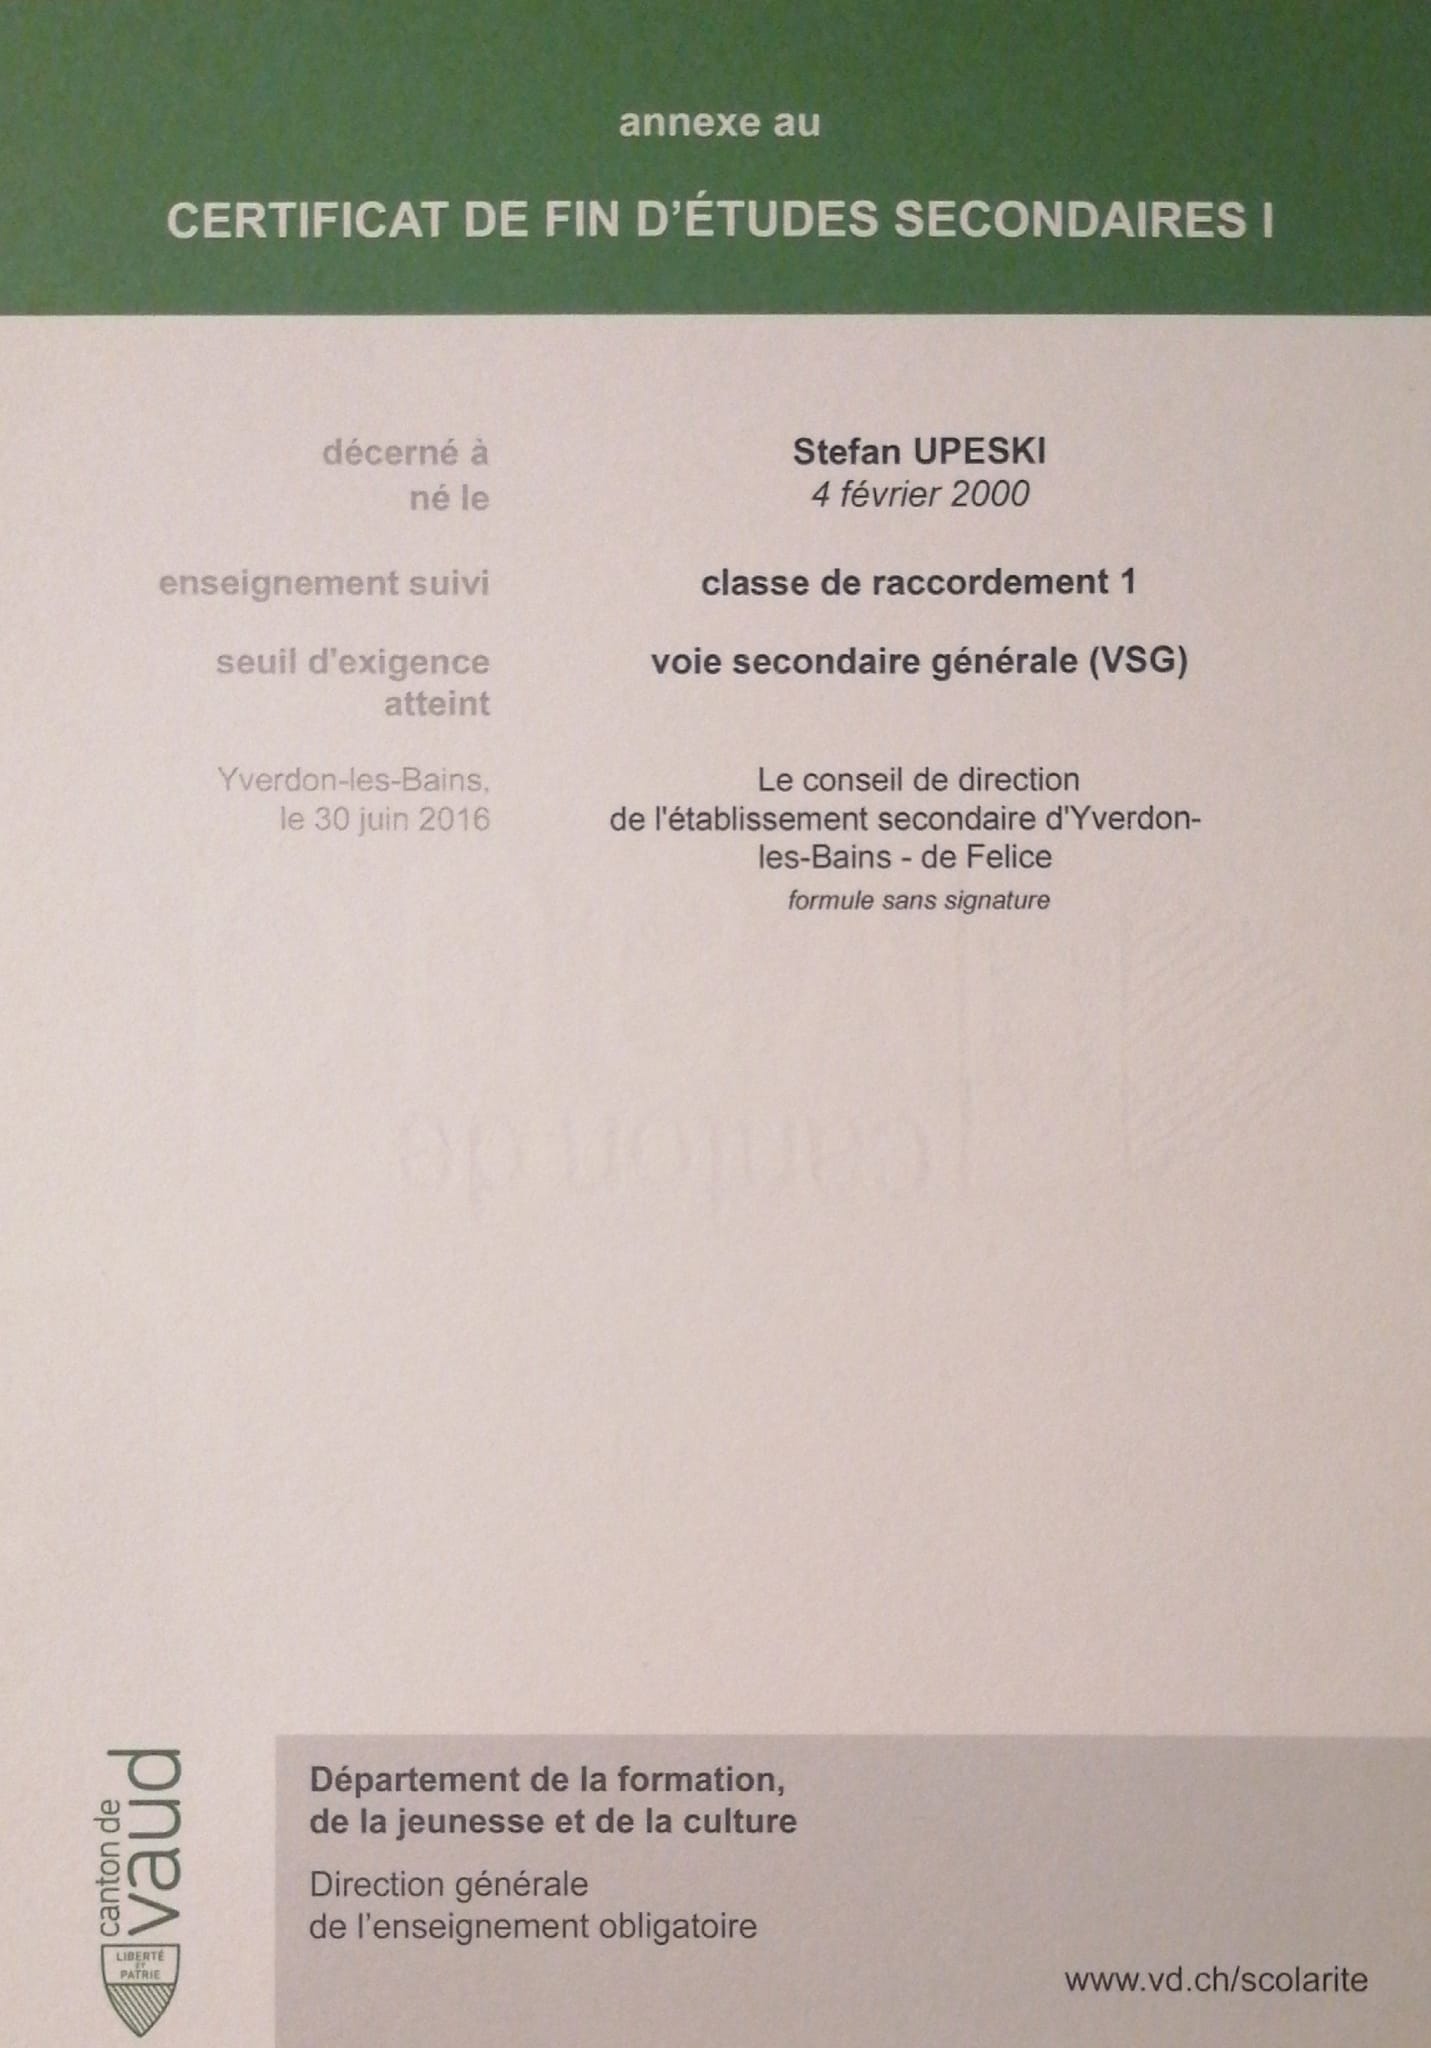 annexe au
CERTIFICAT DE FIN D'ÉTUDES SECONDAIRES I
décerné à
Stefan UPESKI
né le
4 février 2000
enseignement suivi
classe de raccordement 1
seuil d'exigence
atteint
voie secondaire générale (VSG)
Yverdon-les-Bains,
le 30 juin 2016
Le conseil de direction
de l'établissement secondaire d'Yverdon-
les-Bains - de Felice
formule sans signature
canton de
canton de
vaud
LIBERTÉ
ET
PATRIE
Département de la formation,
de la jeunesse et de la culture
Direction générale
de l'enseignement obligatoire
www.vd.ch/scolarite